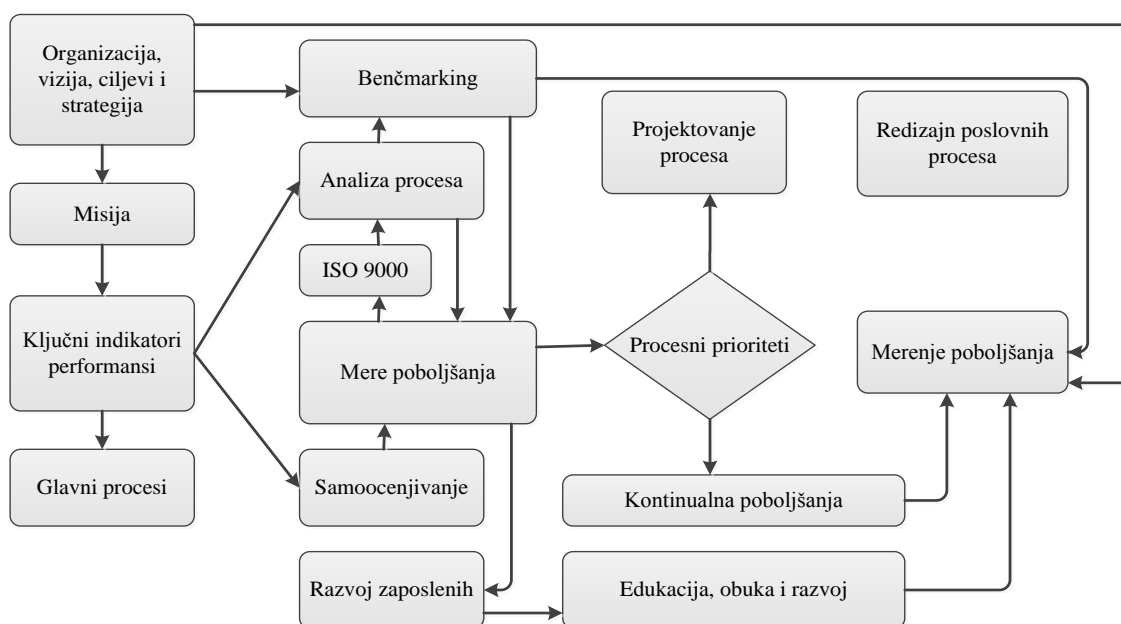 Organizacija,
vizija, ciljevi i
strategija
Misija
Ključni indikatori
performansi
Glavni procesi
Benčmarking
Analiza procesa
ISO 9000
Mere poboljšanja
Samoocenjivanje
Razvoj zaposlenih
Projektovanje
procesa
Procesni prioriteti
Kontinualna poboljšanja
Edukacija, obuka i razvoj
Redizajn poslovnih
procesa
Merenje poboljšanja